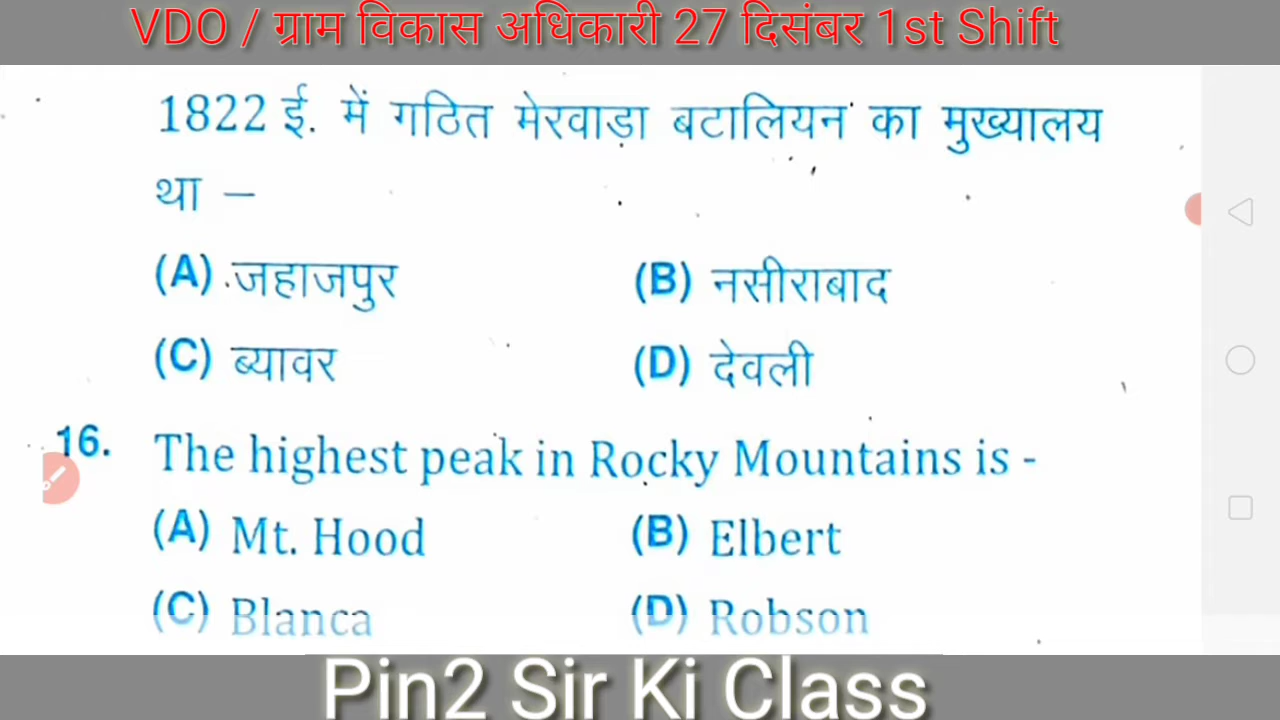 VDO / ग्राम विकास अधिकारी 27 दिसंबर 1st Shift
1822 ई. में गठित मेरवाड़ा बटालियन का मुख्यालय
था –
(A) जहाजपुर (B) नसीराबाद
(C) ब्यावर (D) देवली
16. The highest peak in Rocky Mountains is -
(A) Mt. Hood (B) Elbert
(C) Blanca (D) Robson
Pin2 Sir Ki Class